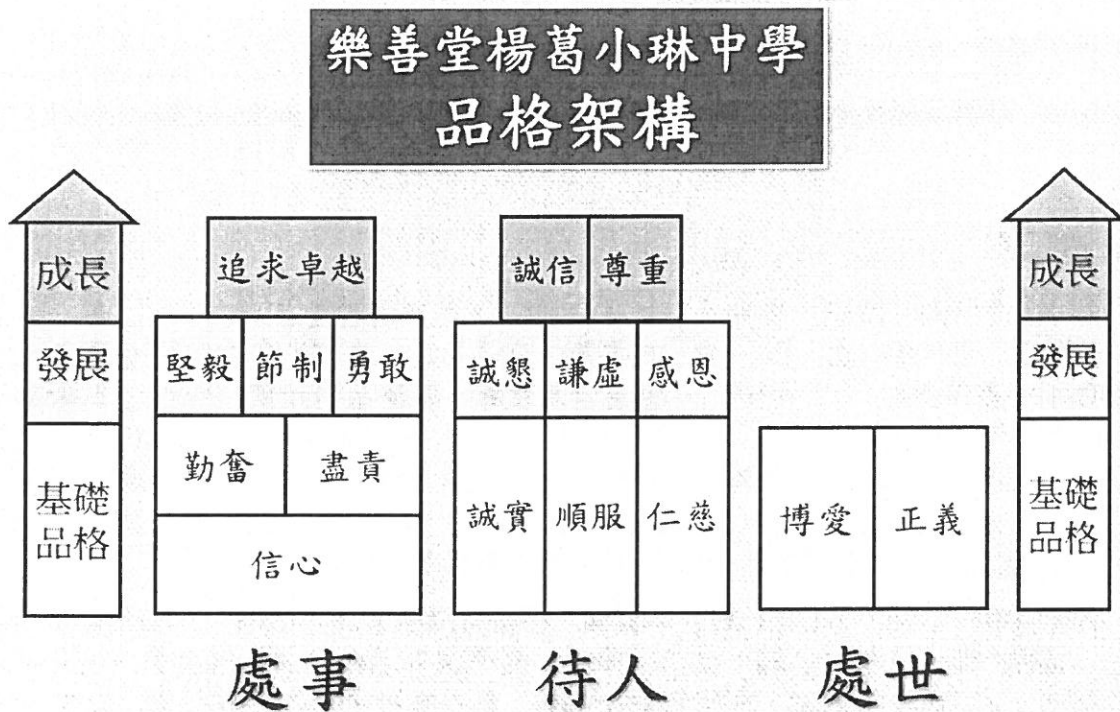 樂善堂楊葛小琳中學
品格架構
成長
發展
基礎
品格
追求卓越
堅毅 節制 勇敢
勤奮 盡責
信心
處事
誠信 尊重
誠懇 謙虛 感恩
誠實 順服 仁慈
待人
博愛 正義
處世
成長
發展
基礎
品格